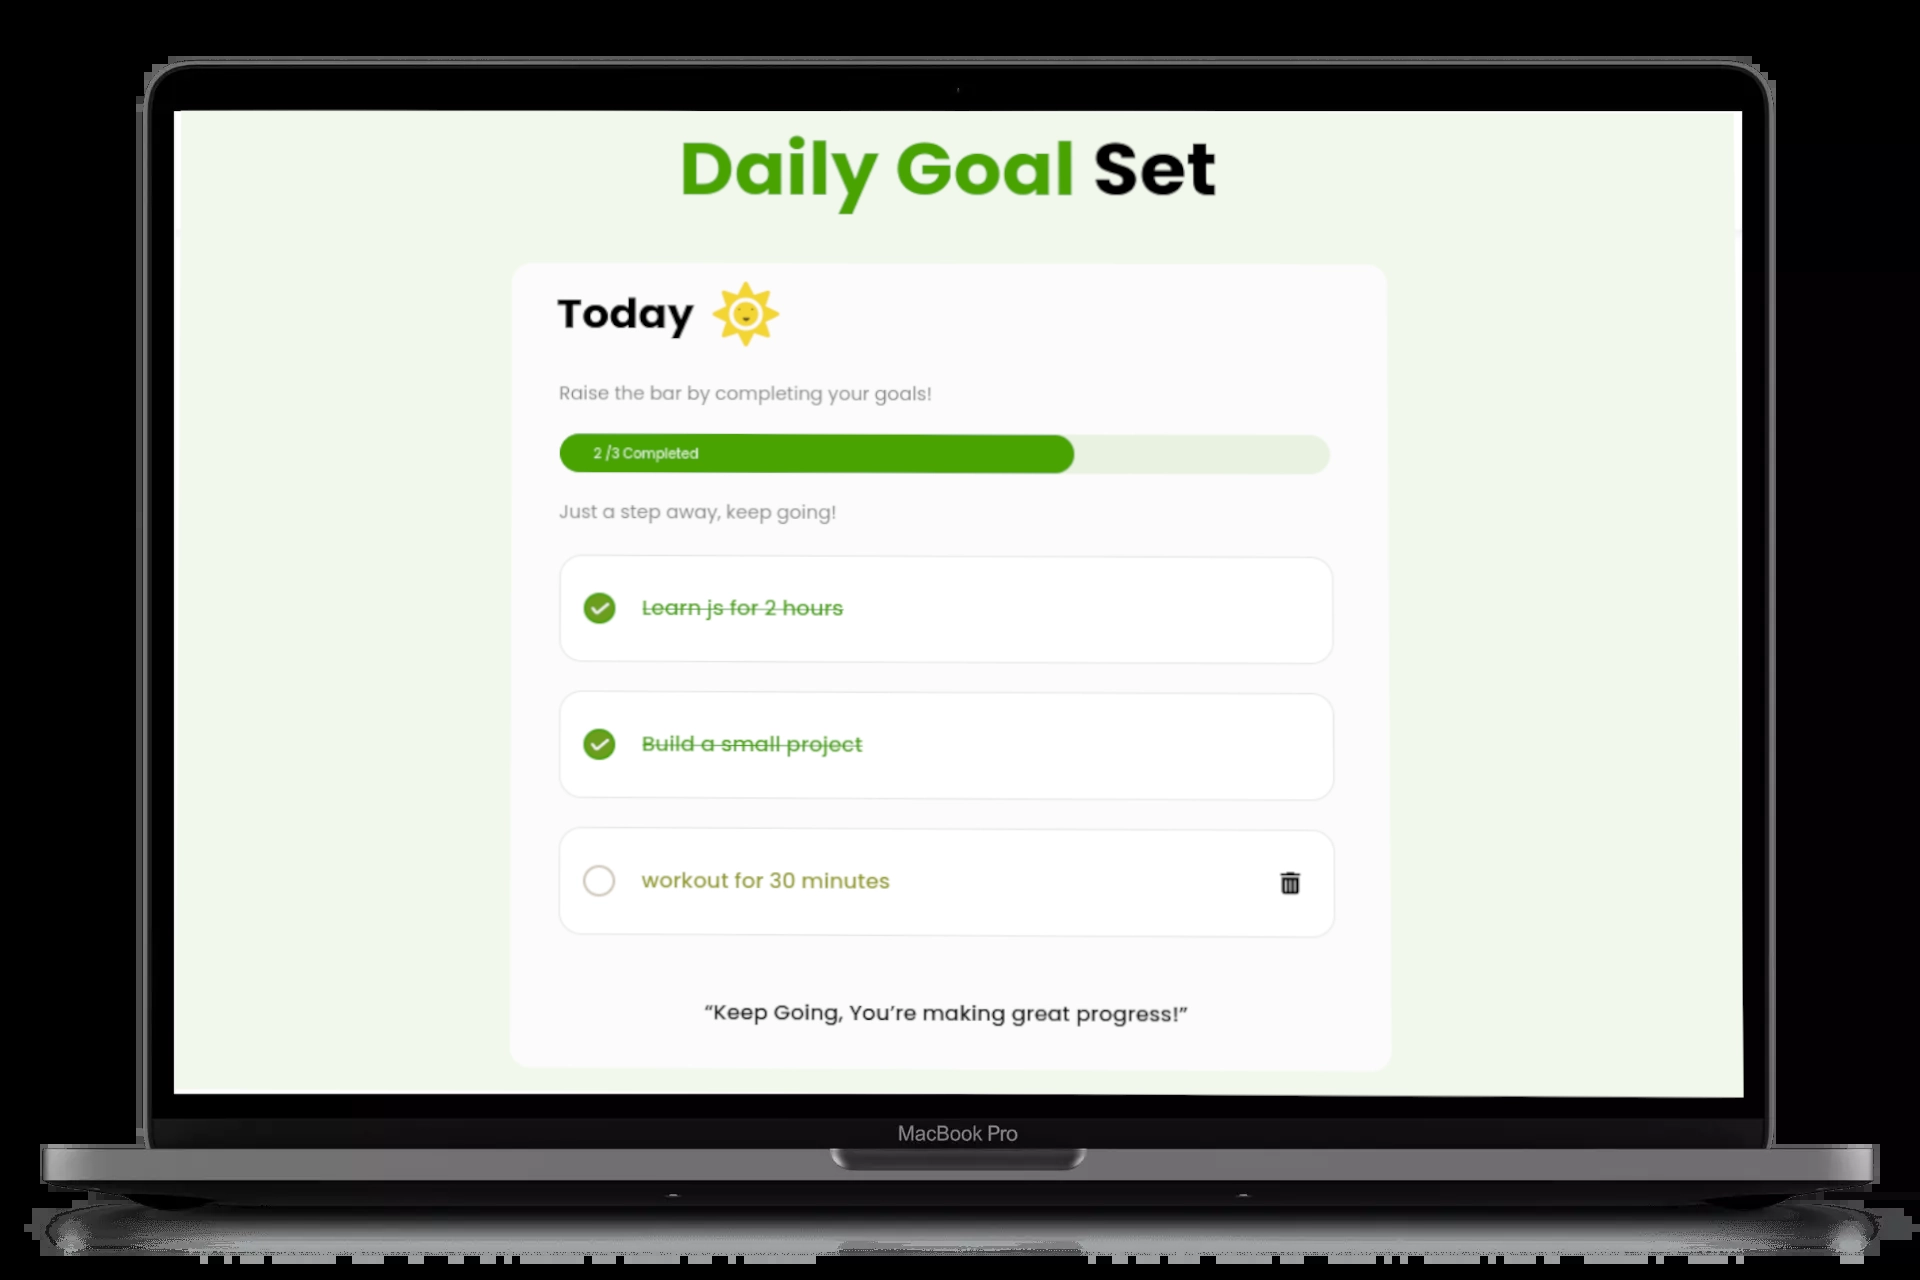 Daily Goal Set
Today
Raise the bar by completing your goals!
2 /3 Completed
Just a step away, keep going!
Learn js for 2 hours
Build a small project
workout for 30 minutes
“Keep Going, You’re making great progress!”
MacBook Pro